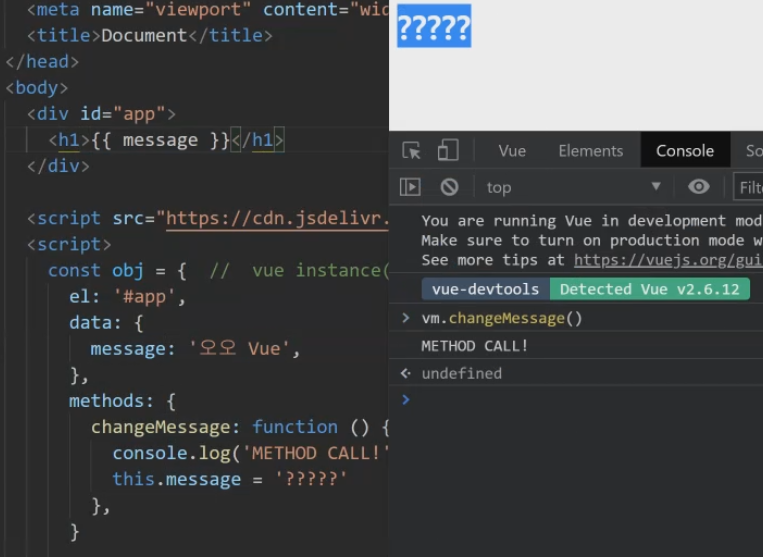 <meta name="viewport" content="wid
<title>Document</title>
</head>
<body>
<div id="app">
<h1>{{ message }}</h1>
</div>
<script src="https://cdn.jsdelivr.
<script>
const obj = { // vue instance(
el: '#app',
data: {
message: '오오 Vue',
},
methods: {
changeMessage: function () {
console.log('METHOD CALL!'
this.message = '?????'
},
}
?????
Vue Elements Console So
top Filte
You are running Vue in development mod
Make sure to turn on production mode w
See more tips at https://vuejs.org/gui
vue-devtools Detected Vue v2.6.12
> vm.changeMessage()
METHOD CALL!
undefined
>